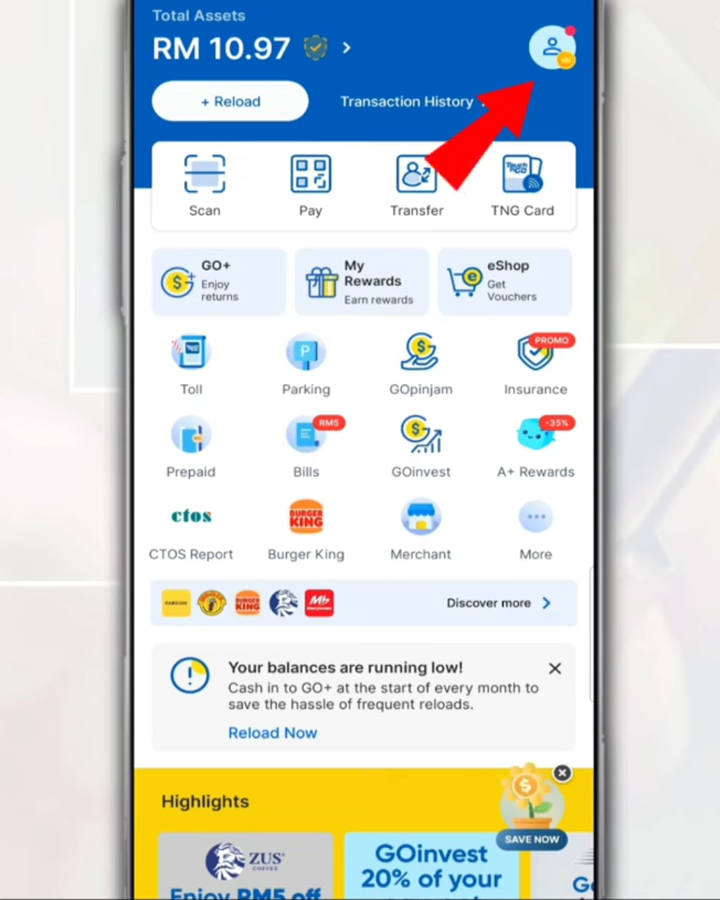 Total Assets
RM 10.97
+ Reload
Transaction History
Scan
Pay
Transfer
Touch
nGO
TNG Card
GO+
Enjoy
returns
My
Rewards
Earn rewards
eShop
Get
Vouchers
Toll
P
Parking
GOpinjam
PROMO
Insurance
Prepaid
RM5
Bills
GOinvest
-35%
A+ Rewards
ctos
CTOS Report
BURGER
KING
Burger King
Merchant
More
BURGER
KING
Discover more
Your balances are running low!
Cash in to GO+ at the start of every month to
save the hassle of frequent reloads.
Reload Now
Highlights
SAVE NOW
ZUS
COFFEE
Enjoy RM5 off
GOinvest
20% of your